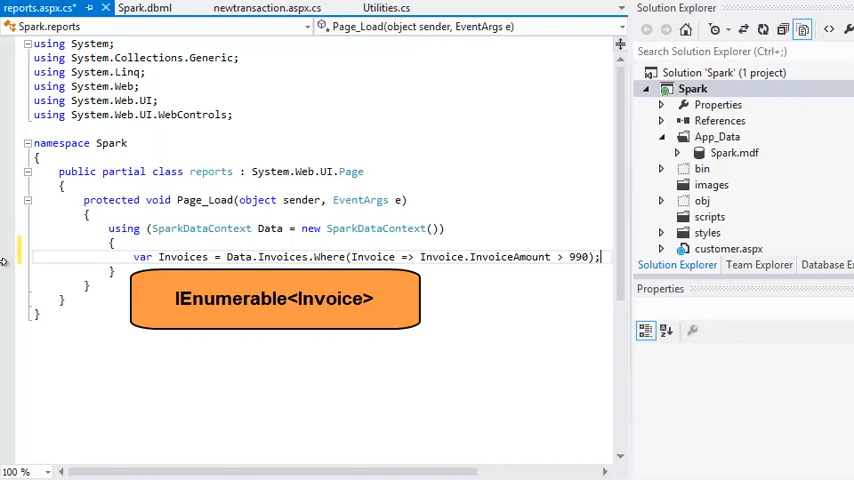 reports.aspx.cs* Spark.dbml newtransaction.aspx.cs Utilities.cs
Spark.reports Page_Load(object sender, EventArgs e)
using System;
using System.Collections.Generic;
using System.Linq;
using System.Web;
using System.Web.UI;
using System.Web.UI.WebControls;
namespace Spark
{
public partial class reports : System.Web.UI.Page
{
protected void Page_Load(object sender, EventArgs e)
{
using (SparkDataContext Data = new SparkDataContext())
{
var Invoices = Data.Invoices.Where(Invoice => Invoice.InvoiceAmount > 990);
}
}
}
}
IEnumerable<Invoice>
100 %
Solution Explorer
Search Solution Explorer (Ctrl+;)
Solution 'Spark' (1 project)
Spark
Properties
References
App_Data
Spark.mdf
bin
images
obj
scripts
styles
customer.aspx
Solution Explorer Team Explorer Database E
Properties